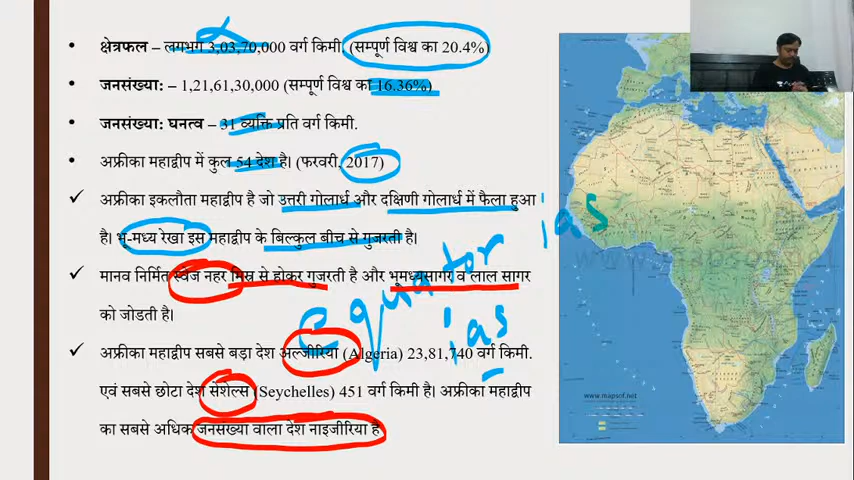 क्षेत्रफल – लगभग 3,03,70,000 वर्ग किमी. (सम्पूर्ण विश्व का 20.4%)
जनसंख्या: – 1,21,61,30,000 (सम्पूर्ण विश्व का 16.36%)
जनसंख्या: घनत्व – 31 व्यक्ति प्रति वर्ग किमी.
अफ्रीका महाद्वीप में कुल 54 देश है। (फरवरी, 2017)
अफ्रीका इकलौता महाद्वीप है जो उत्तरी गोलार्ध और दक्षिणी गोलार्ध में फैला हुआ
है। भू-मध्य रेखा इस महाद्वीप के बिल्कुल बीच से गुजरती है।
मानव निर्मित स्वेज नहर मिस्र से होकर गुजरती है और भूमध्यसागर व लाल सागर
को जोडती है।
अफ्रीका महाद्वीप सबसे बड़ा देश अल्जीरिया (Algeria) 23,81,740 वर्ग किमी.
एवं सबसे छोटा देश सेशेल्स (Seychelles) 451 वर्ग किमी है। अफ्रीका महाद्वीप
का सबसे अधिक जनसंख्या वाला देश नाइजीरिया है
equator ias
ias
www.mapsof.net